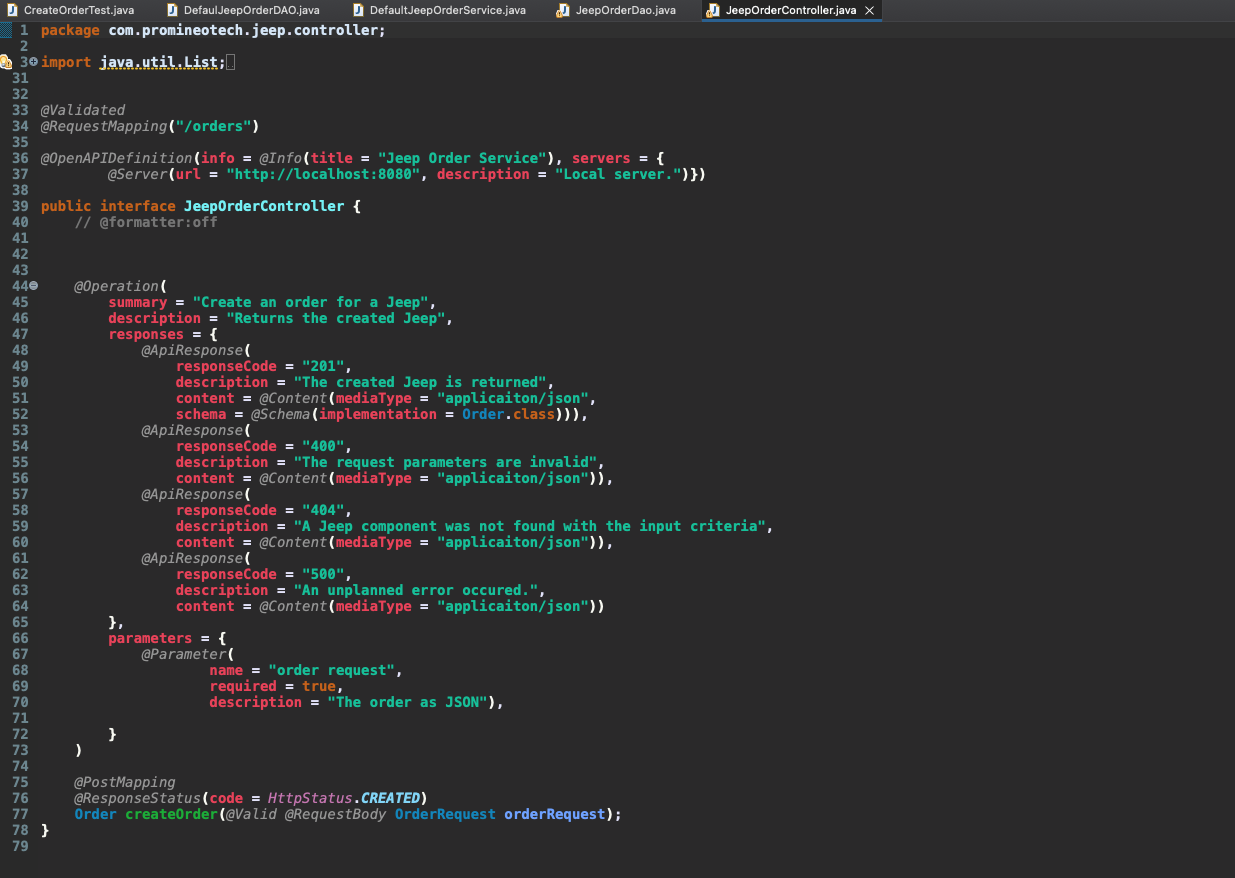 CreateOrderTest.java DefaulJeepOrderDAO.java DefaultJeepOrderService.java JeepOrderDao.java JeepOrderController.java
1 package com.promineotech.jeep.controller;
2
3 import java.util.List;
31
32
33 @Validated
34 @RequestMapping("/orders")
35
36 @OpenAPIDefinition(info = @Info(title = "Jeep Order Service"), servers = {
37         @Server(url = "http://localhost:8080", description = "Local server.")})
38
39 public interface JeepOrderController {
40     // @formatter:off
41
42
43
44     @Operation(
45         summary = "Create an order for a Jeep",
46         description = "Returns the created Jeep",
47         responses = {
48             @ApiResponse(
49                 responseCode = "201",
50                 description = "The created Jeep is returned",
51                 content = @Content(mediaType = "applicaiton/json",
52                 schema = @Schema(implementation = Order.class))),
53             @ApiResponse(
54                 responseCode = "400",
55                 description = "The request parameters are invalid",
56                 content = @Content(mediaType = "applicaiton/json")),
57             @ApiResponse(
58                 responseCode = "404",
59                 description = "A Jeep component was not found with the input criteria",
60                 content = @Content(mediaType = "applicaiton/json")),
61             @ApiResponse(
62                 responseCode = "500",
63                 description = "An unplanned error occured.",
64                 content = @Content(mediaType = "applicaiton/json"))
65         },
66         parameters = {
67             @Parameter(
68                     name = "order request",
69                     required = true,
70                     description = "The order as JSON"),
71
72         }
73     )
74
75     @PostMapping
76     @ResponseStatus(code = HttpStatus.CREATED)
77     Order createOrder(@Valid @RequestBody OrderRequest orderRequest);
78 }
79